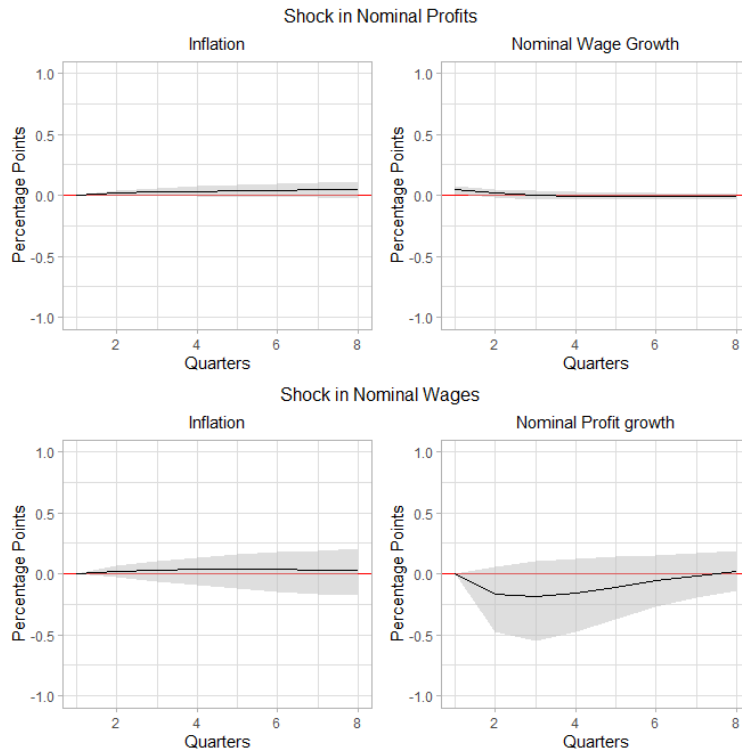 Shock in Nominal Profits
Inflation
Nominal Wage Growth
Percentage Points
1.0
0.5
0.0
-0.5
-1.0
2 4 6 8
Quarters
Percentage Points
1.0
0.5
0.0
-0.5
-1.0
2 4 6 8
Quarters
Shock in Nominal Wages
Inflation
Nominal Profit growth
Percentage Points
1.0
0.5
0.0
-0.5
-1.0
2 4 6 8
Quarters
Percentage Points
1.0
0.5
0.0
-0.5
-1.0
2 4 6 8
Quarters